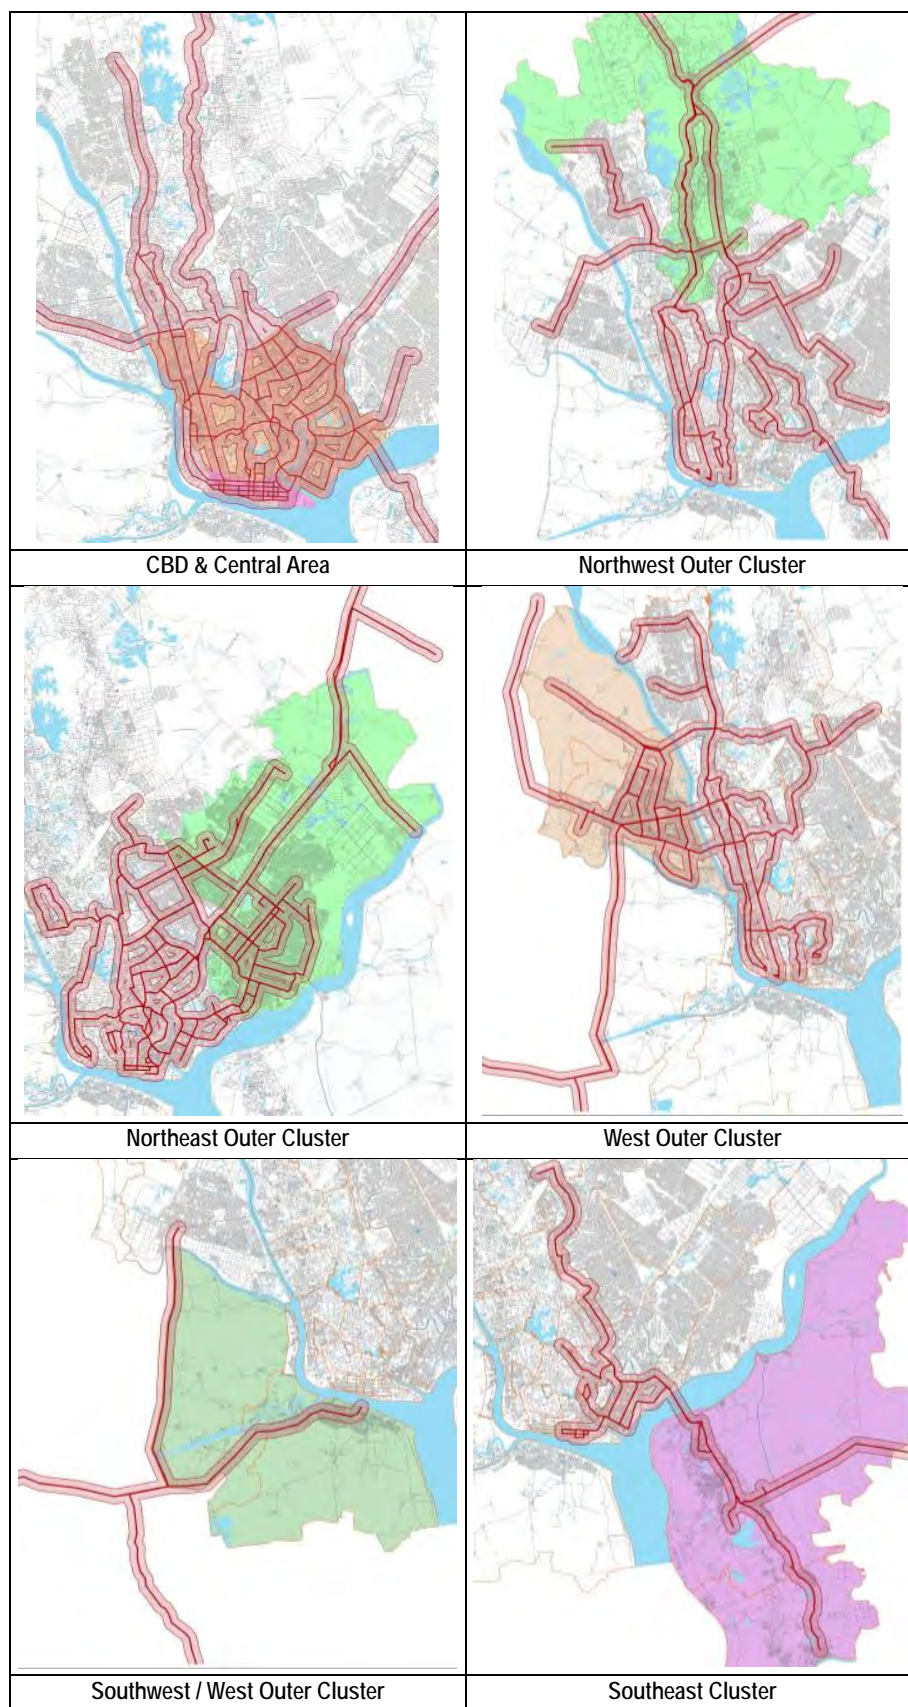 CBD & Central Area
Northwest Outer Cluster
Northeast Outer Cluster
West Outer Cluster
Southwest / West Outer Cluster
Southeast Cluster